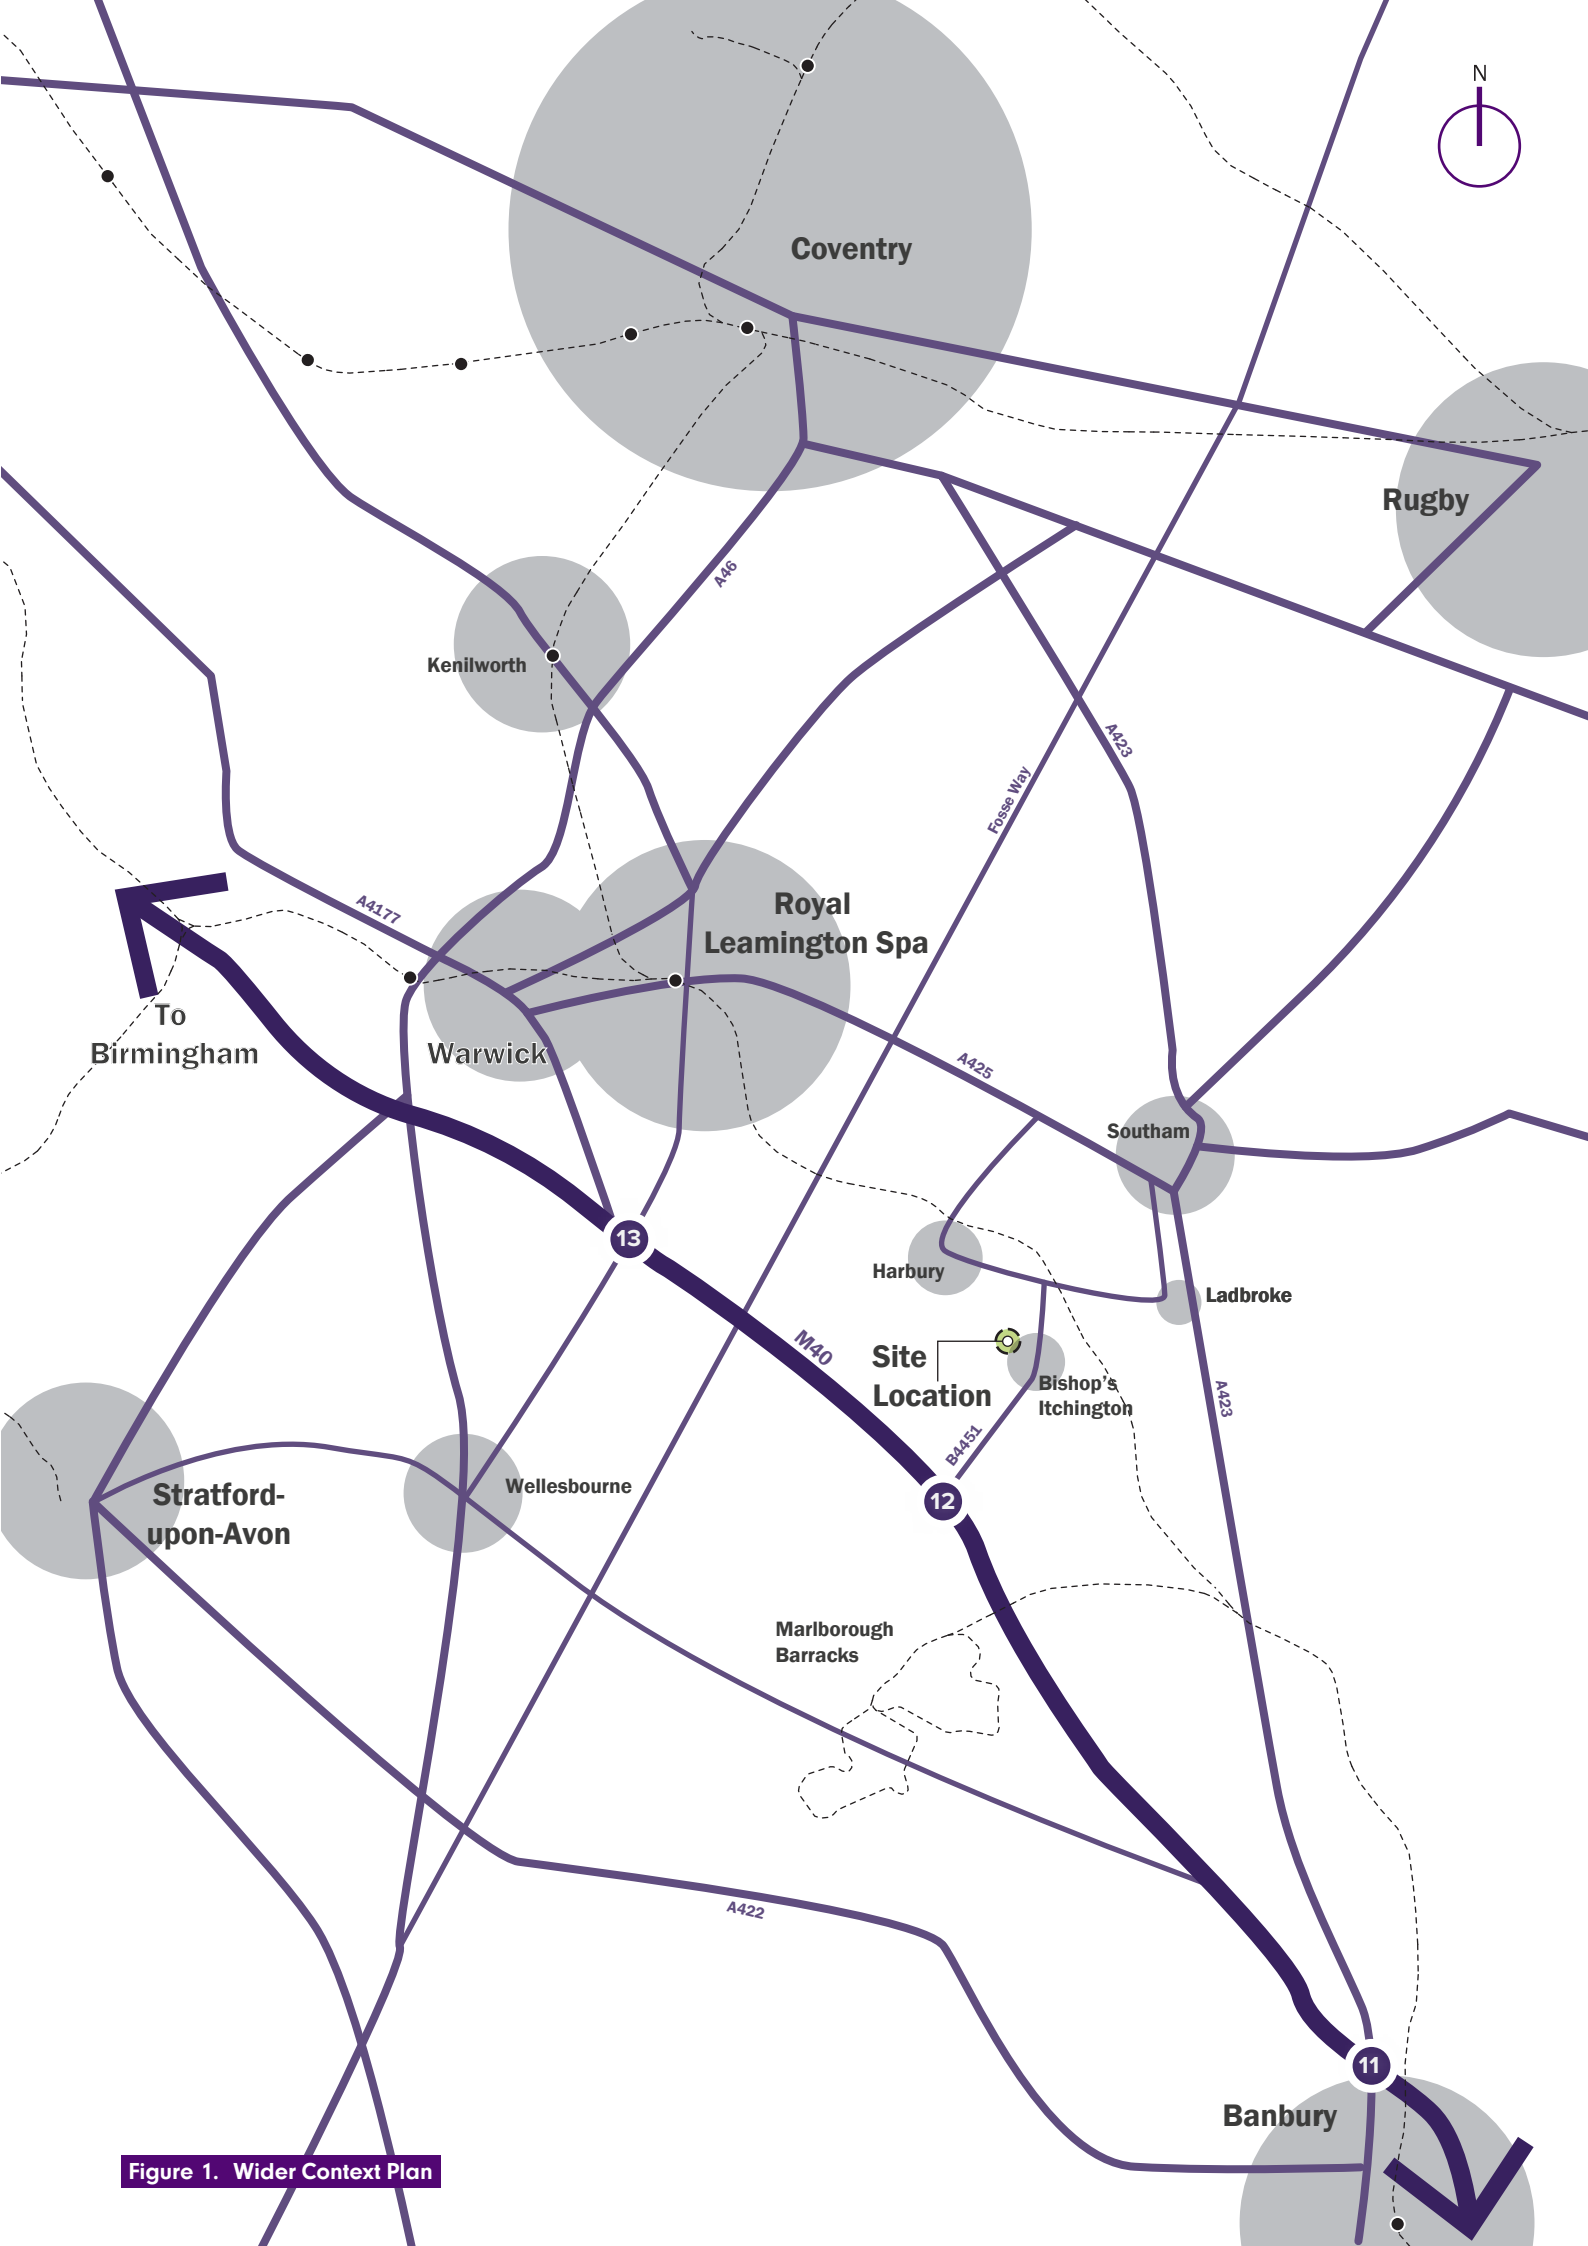 N
Coventry
Rugby
A46
Kenilworth
A423
Fosse Way
Royal
Leamington Spa
A4177
To
Birmingham
Warwick
A425
Southam
13
Harbury
Ladbroke
M40
Site
Location
Bishop's
Itchington
A423
B4451
Stratford-
upon-Avon
Wellesbourne
12
Marlborough
Barracks
A422
11
Banbury
Figure 1. Wider Context Plan